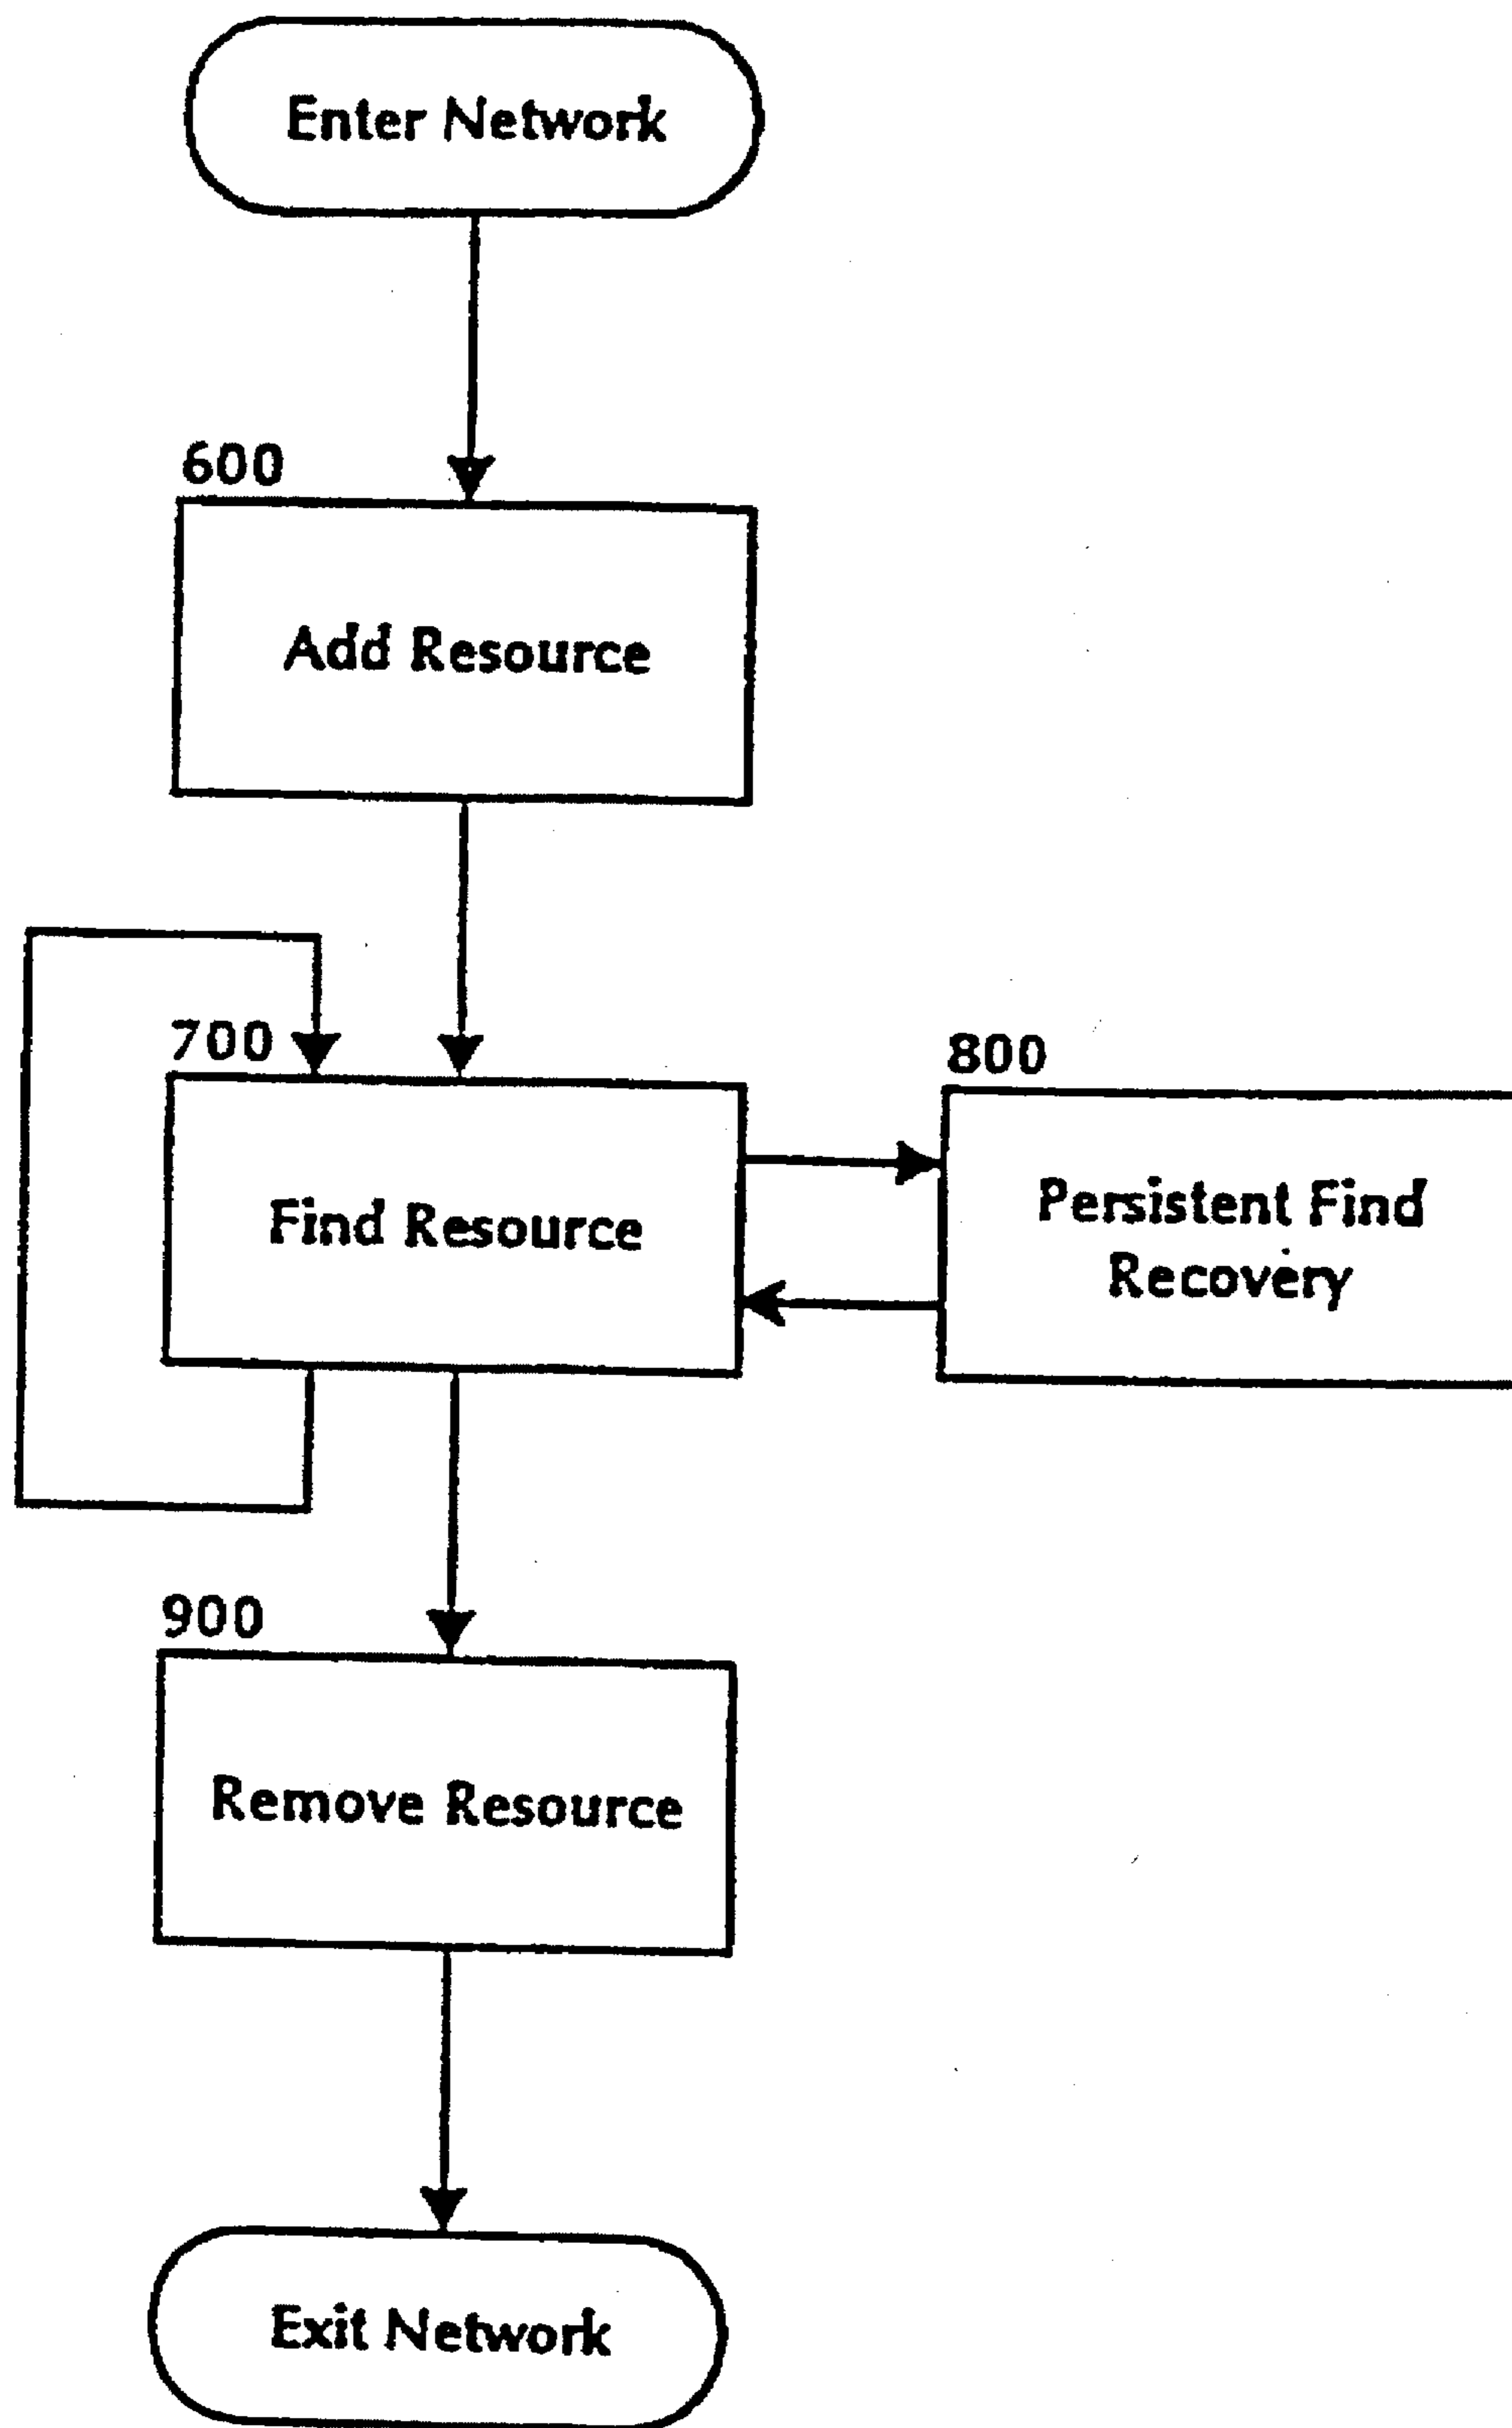 Enter Network
600
Add Resource
700
Find Resource
800
Persistent Find
Recovery
900
Remove Resource
Exit Network